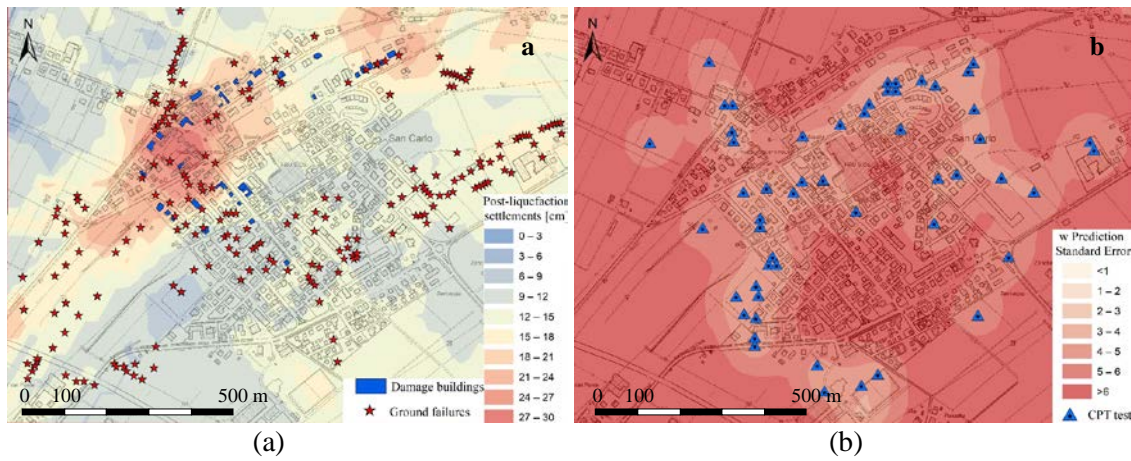 N
a
San Carlo
Post-liquefaction
settlements [cm]
0 – 3
3 – 6
6 – 9
9 – 12
12 – 15
15 – 18
18 – 21
21 – 24
24 – 27
27 – 30
Damage buildings
Ground failures
0 100 500 m
(a)
N
b
San Carlo
w Prediction
Standard Error
<1
1 – 2
2 – 3
3 – 4
4 – 5
5 – 6
>6
CPT test
0 100 500 m
(b)